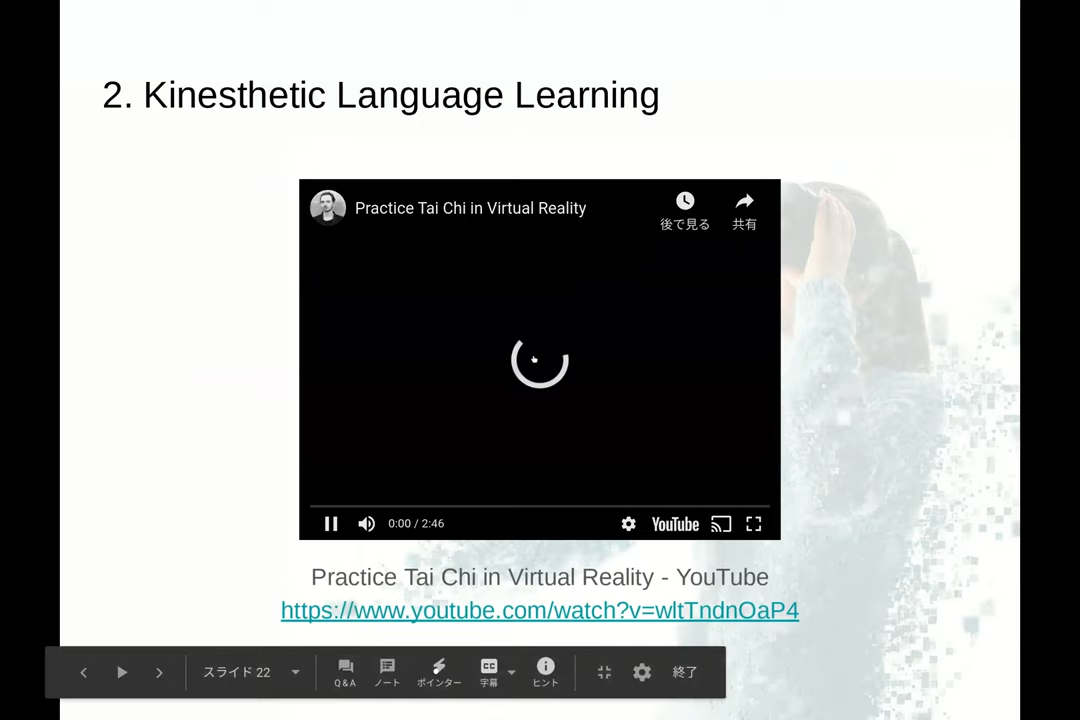 2. Kinesthetic Language Learning
Practice Tai Chi in Virtual Reality
後で見る
共有
0:00 / 2:46
YouTube
Practice Tai Chi in Virtual Reality - YouTube
https://www.youtube.com/watch?v=wltTndnOaP4
スライド 22
Q&A
ノート
ポインター
CC
字幕
ヒント
終了